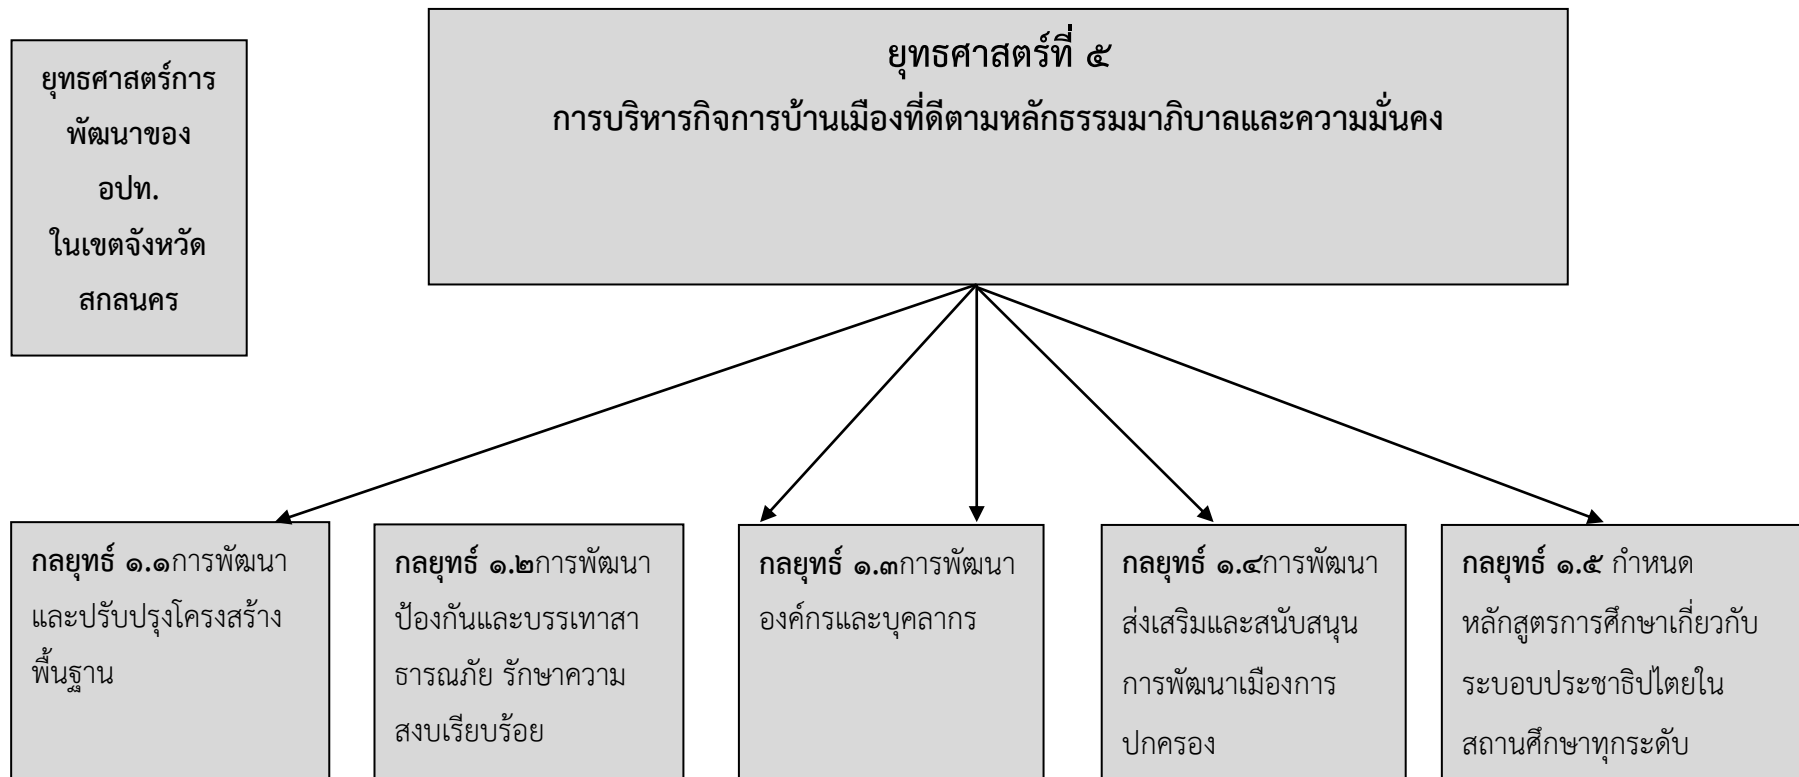 ยุทธศาสตร์การ
พัฒนาของ
อปท.
ในเขตจังหวัด
สกลนคร
ยุทธศาสตร์ที่ ๕
การบริหารกิจการบ้านเมืองที่ดีตามหลักธรรมมาภิบาลและความมั่นคง
กลยุทธ์ ๑.๑การพัฒนา
และปรับปรุงโครงสร้าง
พื้นฐาน
กลยุทธ์ ๑.๒การพัฒนา
ป้องกันและบรรเทาสา
ธารณภัย รักษาความ
สงบเรียบร้อย
กลยุทธ์ ๑.๓การพัฒนา
องค์กรและบุคลากร
กลยุทธ์ ๑.๔การพัฒนา
ส่งเสริมและสนับสนุน
การพัฒนาเมืองการ
ปกครอง
กลยุทธ์ ๑.๕ กำหนด
หลักสูตรการศึกษาเกี่ยวกับ
ระบอบประชาธิปไตยใน
สถานศึกษาทุกระดับ